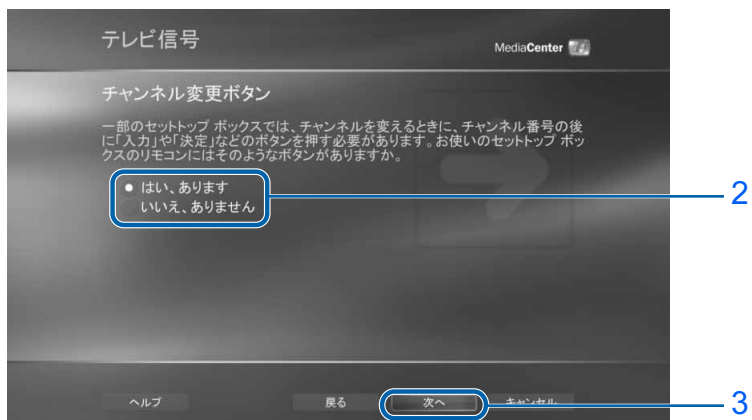 テレビ信号
MediaCenter
チャンネル変更ボタン
一部のセットトップ ボックスでは、チャンネルを変えるときに、チャンネル番号の後
に「入力」や「決定」などのボタンを押す必要があります。お使いのセットトップ ボッ
クスのリモコンにはそのようなボタンがありますか。
はい、あります
いいえ、ありません
2
ヘルプ 戻る 次へ キャンセル
3